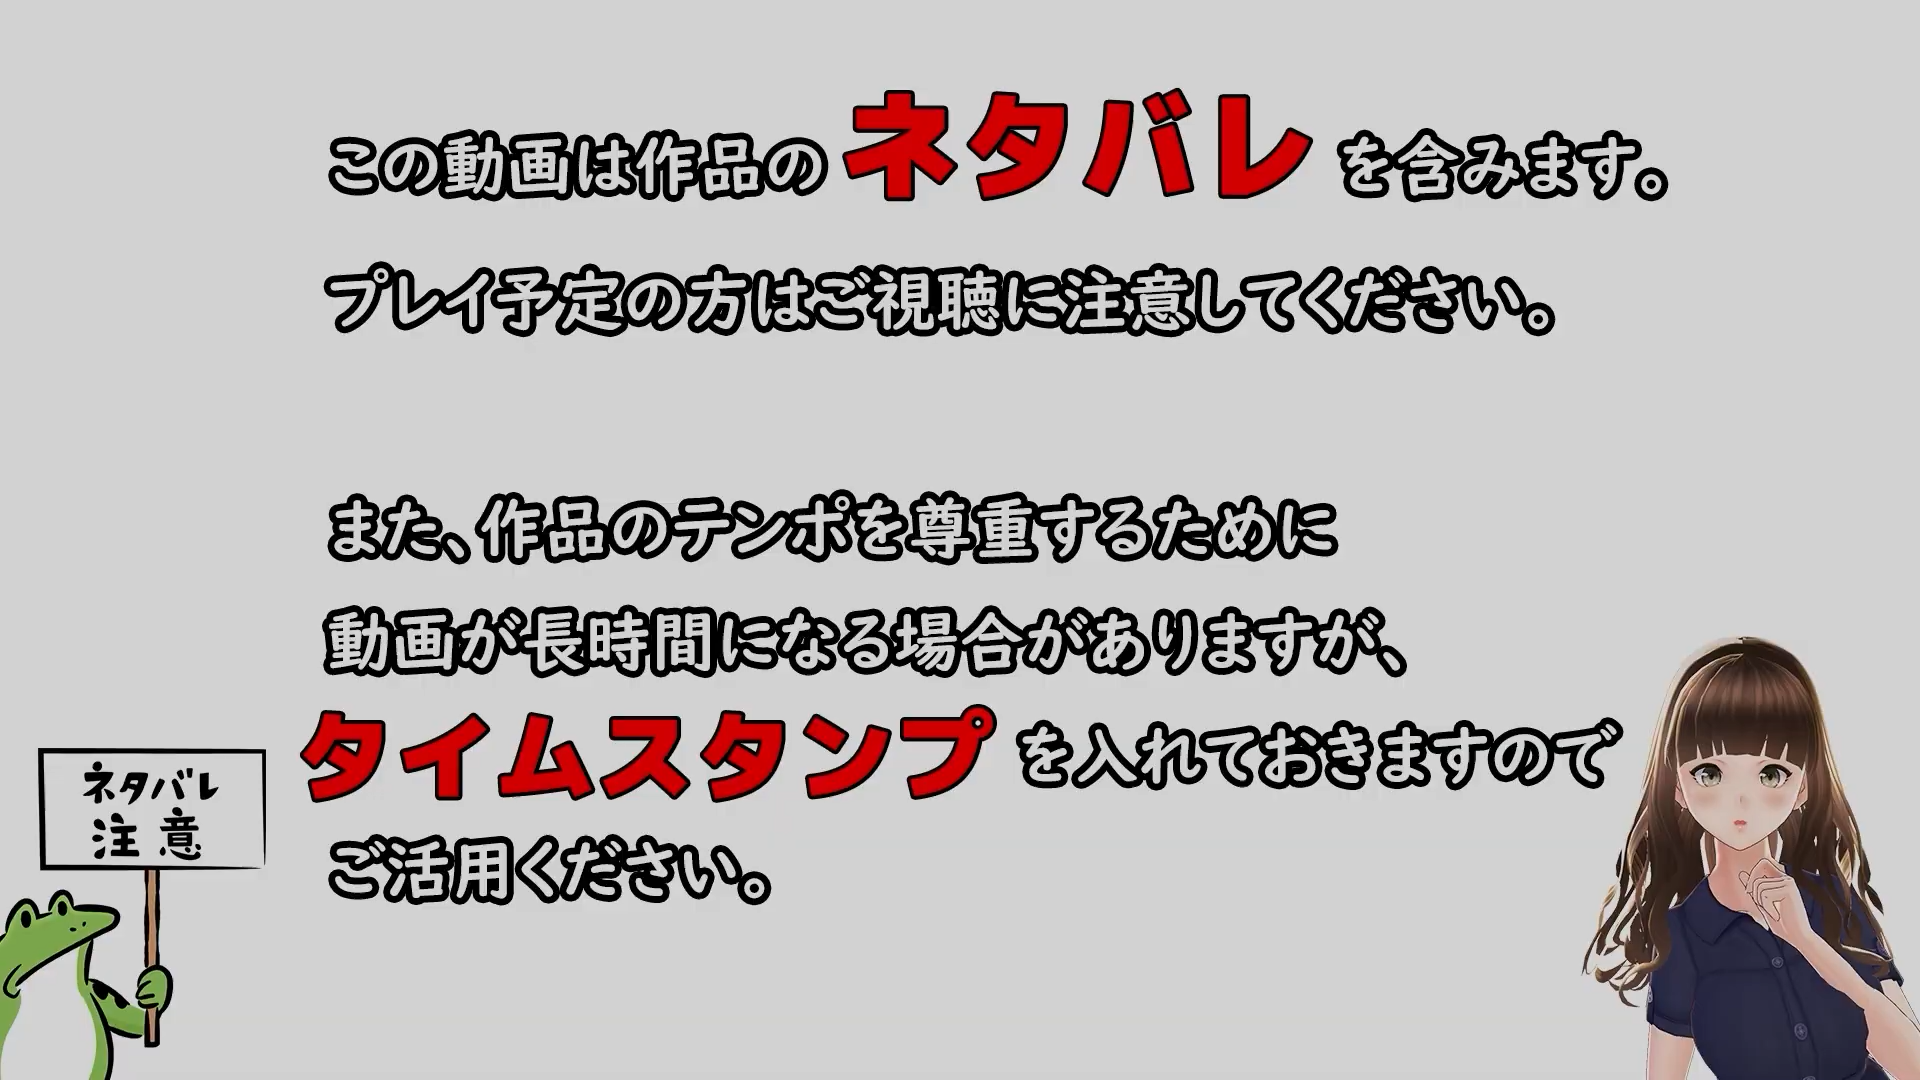 この動画は作品のネタバレを含みます。
プレイ予定の方はご視聴に注意してください。
また、作品のテンポを尊重するために
動画が長時間になる場合がありますが、
タイムスタンプを入れておきますので
ご活用ください。
ネタバレ
注意